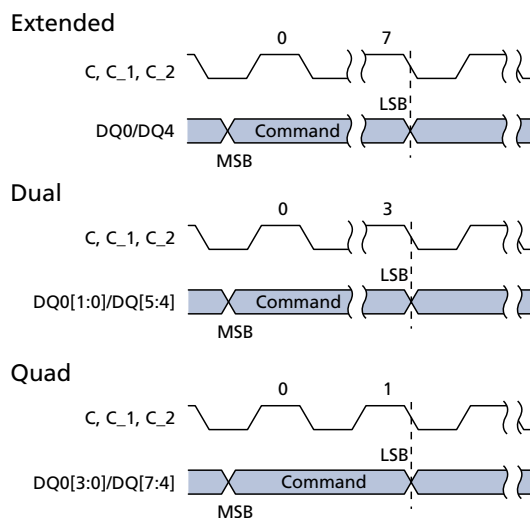 Extended
0 7
C, C_1, C_2
LSB
DQ0/DQ4 Command
MSB
Dual
0 3
C, C_1, C_2
LSB
DQ0[1:0]/DQ[5:4] Command
MSB
Quad
0 1
C, C_1, C_2
LSB
DQ0[3:0]/DQ[7:4] Command
MSB